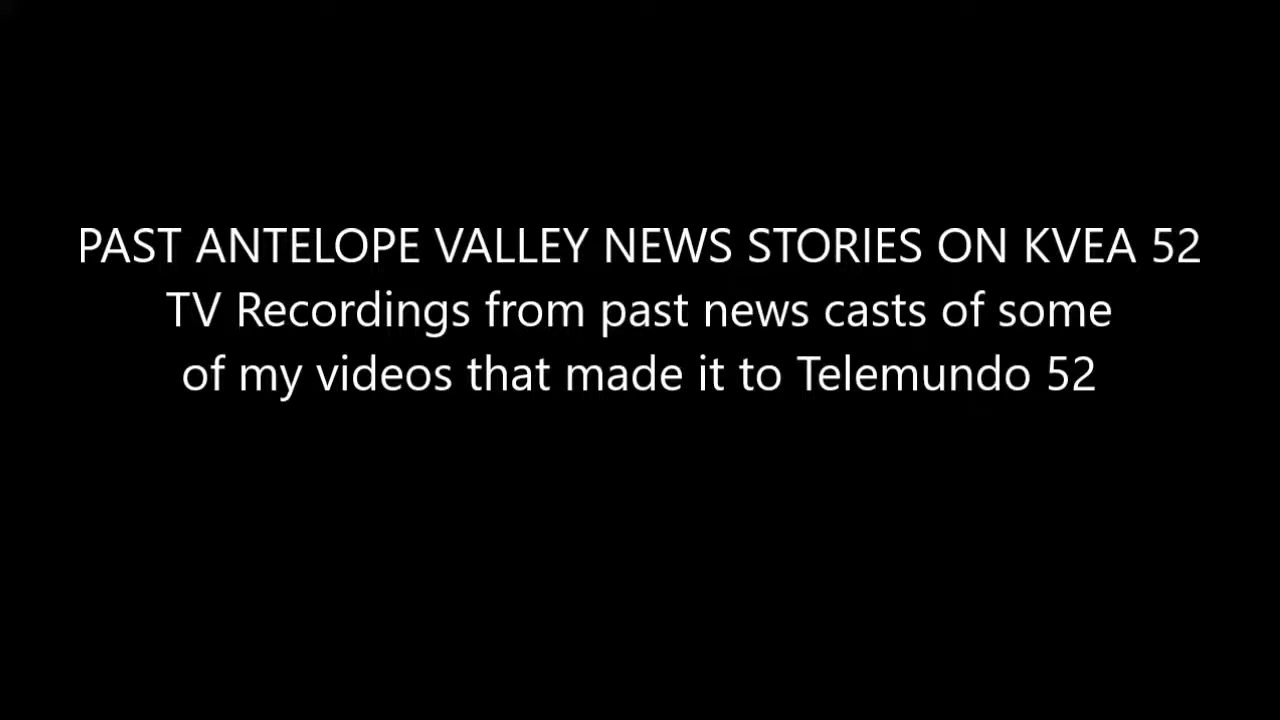 PAST ANTELOPE VALLEY NEWS STORIES ON KVEA 52
TV Recordings from past news casts of some
of my videos that made it to Telemundo 52